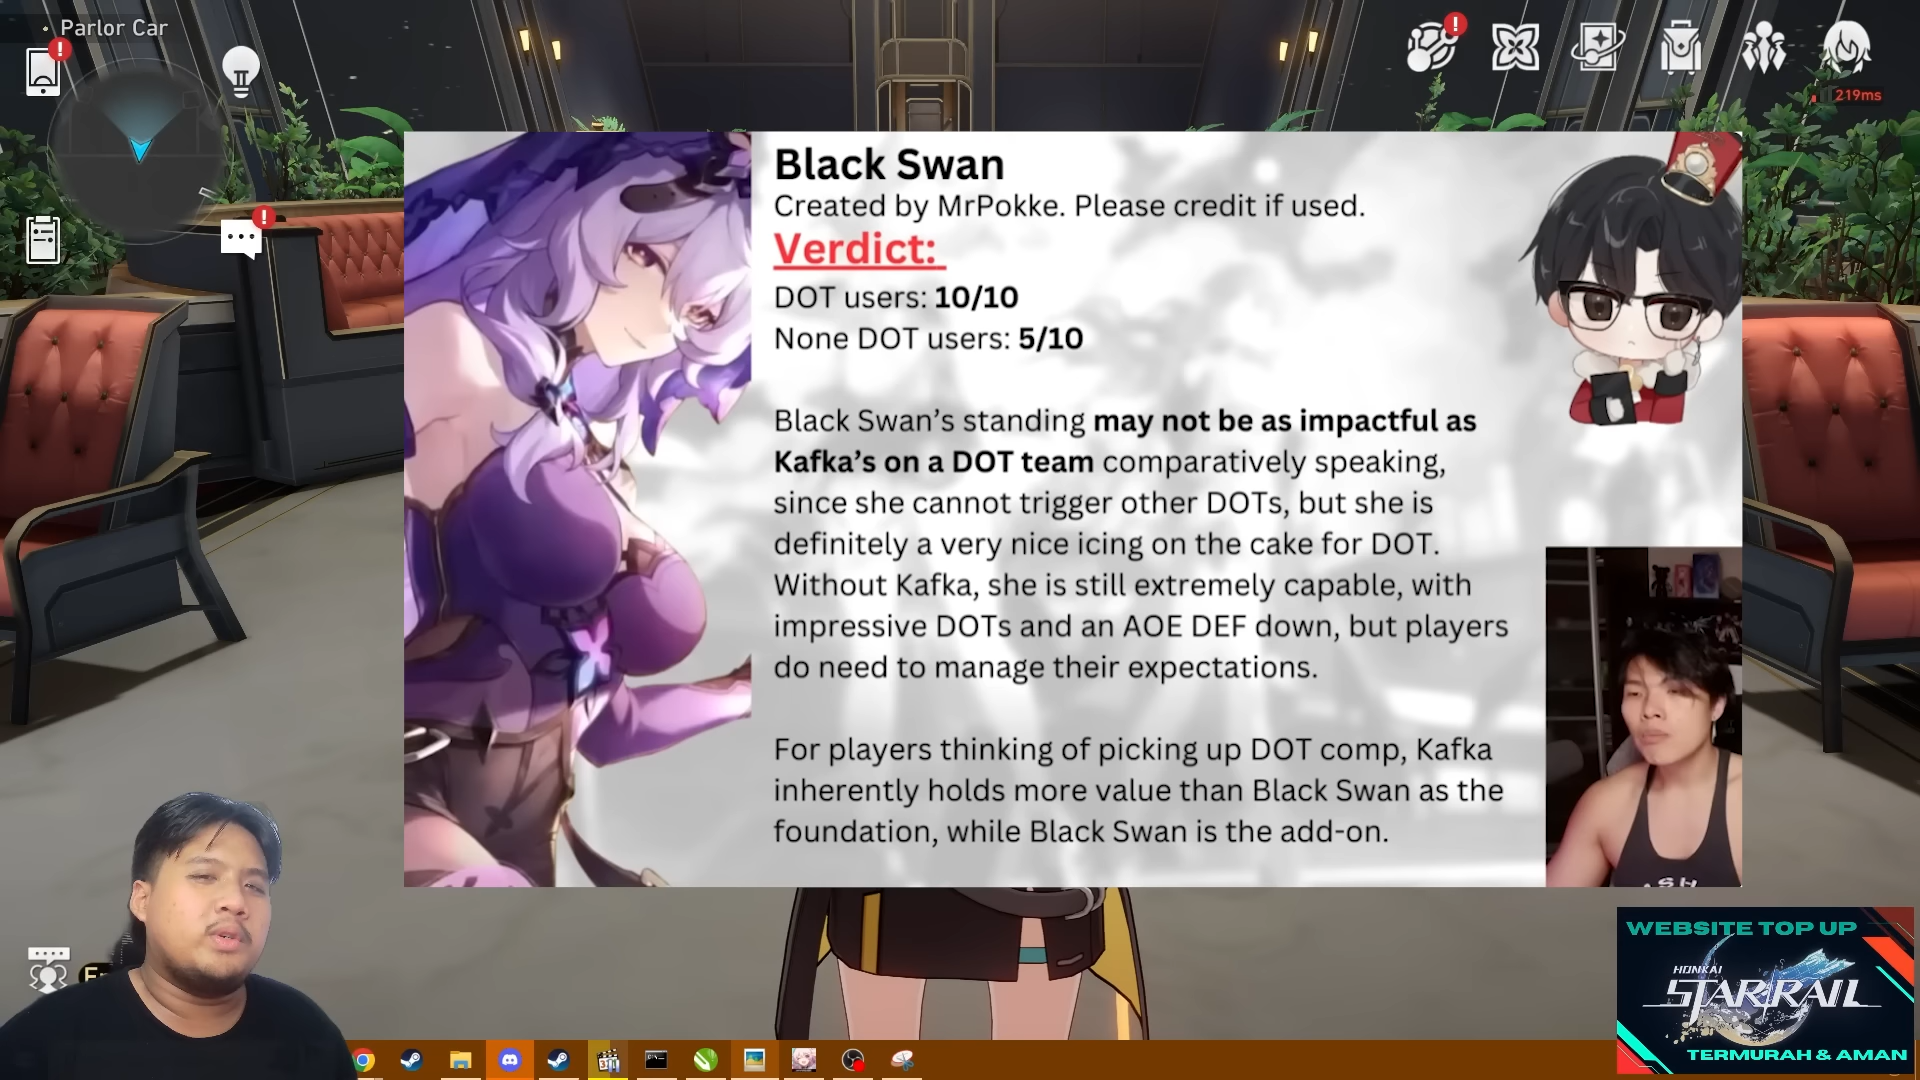 Parlor Car
219ms
Black Swan
Created by MrPokke. Please credit if used.
Verdict:
DOT users: 10/10
None DOT users: 5/10
Black Swan’s standing may not be as impactful as
Kafka’s on a DOT team comparatively speaking,
since she cannot trigger other DOTs, but she is
definitely a very nice icing on the cake for DOT.
Without Kafka, she is still extremely capable, with
impressive DOTs and an AOE DEF down, but players
do need to manage their expectations.
For players thinking of picking up DOT comp, Kafka
inherently holds more value than Black Swan as the
foundation, while Black Swan is the add-on.
WEBSITE TOP UP
HONKAI
STAR RAIL
TERMURAH & AMAN